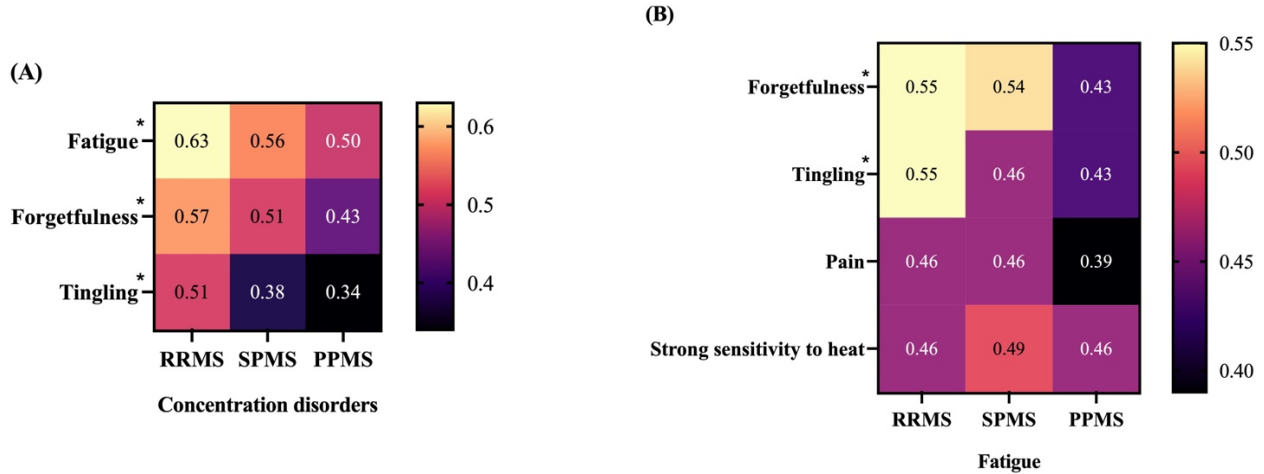 (A)
Fatigue* 0.63 0.56 0.50
Forgetfulness* 0.57 0.51 0.43
Tingling* 0.51 0.38 0.34
RRMS SPMS PPMS
Concentration disorders
0.6
0.5
0.4
(B)
Forgetfulness* 0.55 0.54 0.43
Tingling* 0.55 0.46 0.43
Pain 0.46 0.46 0.39
Strong sensitivity to heat 0.46 0.49 0.46
RRMS SPMS PPMS
Fatigue
0.55
0.50
0.45
0.40